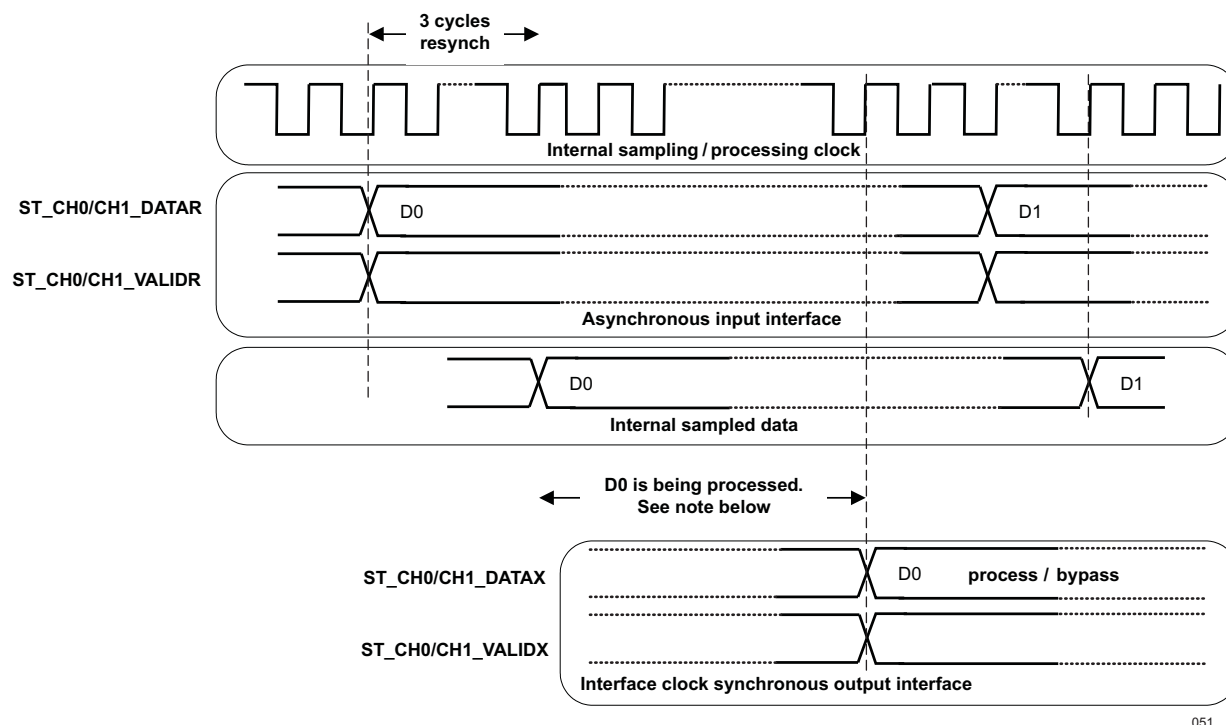 3 cycles
resynch
Internal sampling / processing clock
ST_CH0/CH1_DATAR
D0
D1
ST_CH0/CH1_VALIDR
Asynchronous input interface
D0
D1
Internal sampled data
D0 is being processed.
See note below
ST_CH0/CH1_DATAX
D0 process / bypass
ST_CH0/CH1_VALIDX
Interface clock synchronous output interface
051